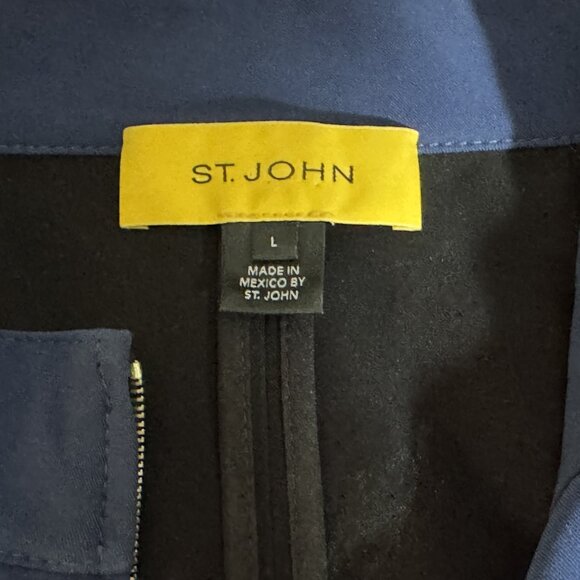 ST. JOHN
L
MADE IN
MEXICO BY
ST. JOHN